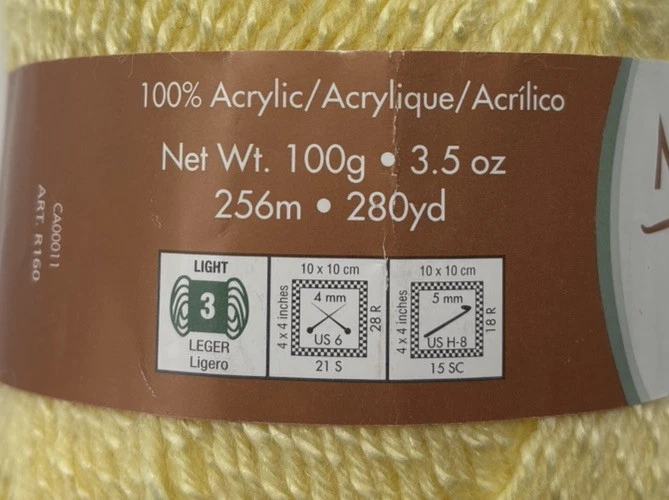 100% Acrylic/Acrylique/Acrílico
Net Wt. 100g • 3.5 oz
256m • 280yd
CA00011
ART. R160
LIGHT
3
LEGER
Ligero
10 x 10 cm
4 x 4 inches
4 mm
US 6
28 R
21 S
10 x 10 cm
4 x 4 inches
5 mm
US H-8
18 R
15 SC